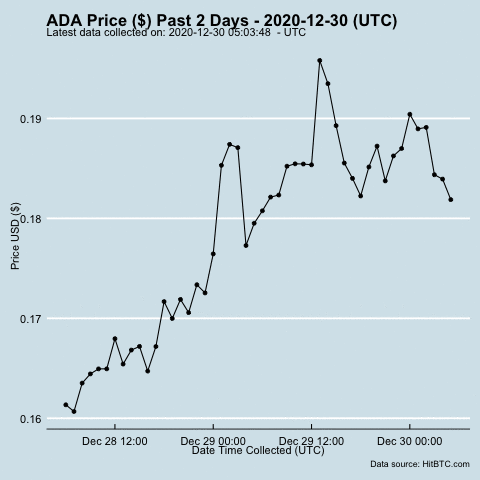 ADA Price ($) Past 2 Days - 2020-12-30 (UTC)
Latest data collected on: 2020-12-30 05:03:48  - UTC
0.19
0.18
0.17
0.16
Price USD ($)
Dec 28 12:00 Dec 29 00:00 Dec 29 12:00 Dec 30 00:00
Date Time Collected (UTC)
Data source: HitBTC.com